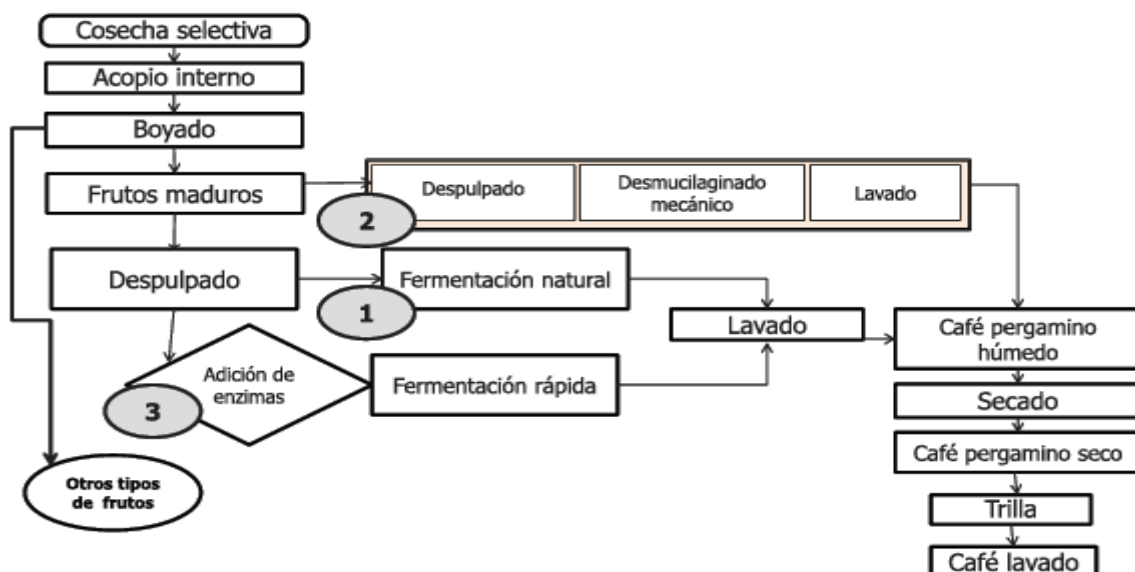 Cosecha selectiva
Acopio interno
Boyado
Frutos maduros
Despulpado
Desmucilaginado
mecánico
Lavado
2
Despulpado
Fermentación natural
1
Lavado
Café pergamino
húmedo
Adición de
enzimas
3
Fermentación rápida
Secado
Café pergamino seco
Otros tipos
de frutos
Trilla
Café lavado